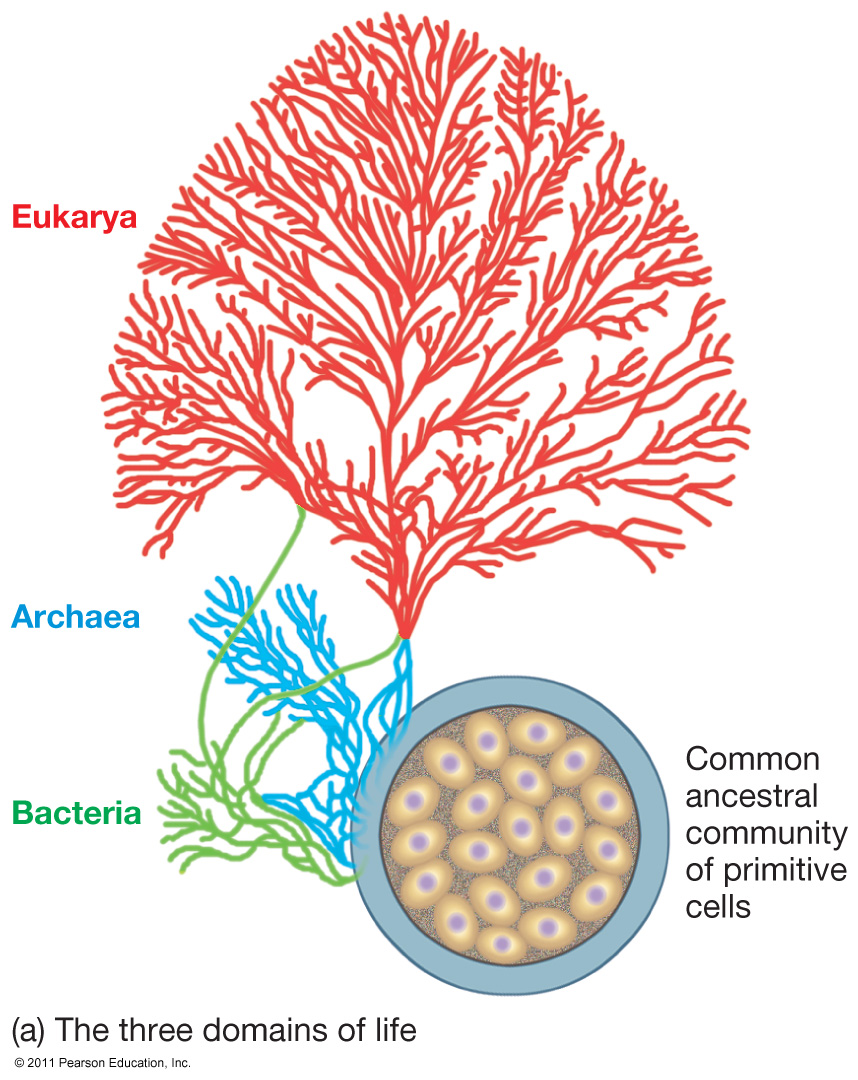 Eukarya
Archaea
Bacteria
Common
ancestral
community
of primitive
cells
(a) The three domains of life
© 2011 Pearson Education, Inc.